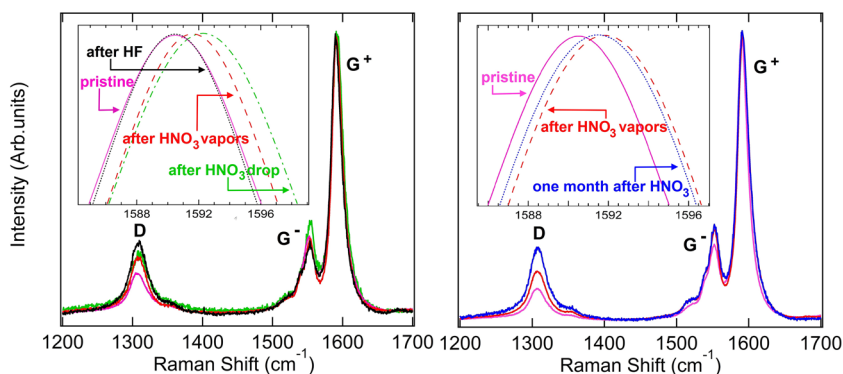 Intensity (Arb.units)
after HF
pristine
after HNO3 vapors
after HNO3 drop
1588 1592 1596
G+
D
G-
1200 1300 1400 1500 1600 1700
Raman Shift (cm-1)
pristine
after HNO3 vapors
one month after HNO3
1588 1592 1596
G+
D
G-
1200 1300 1400 1500 1600 1700
Raman Shift (cm-1)